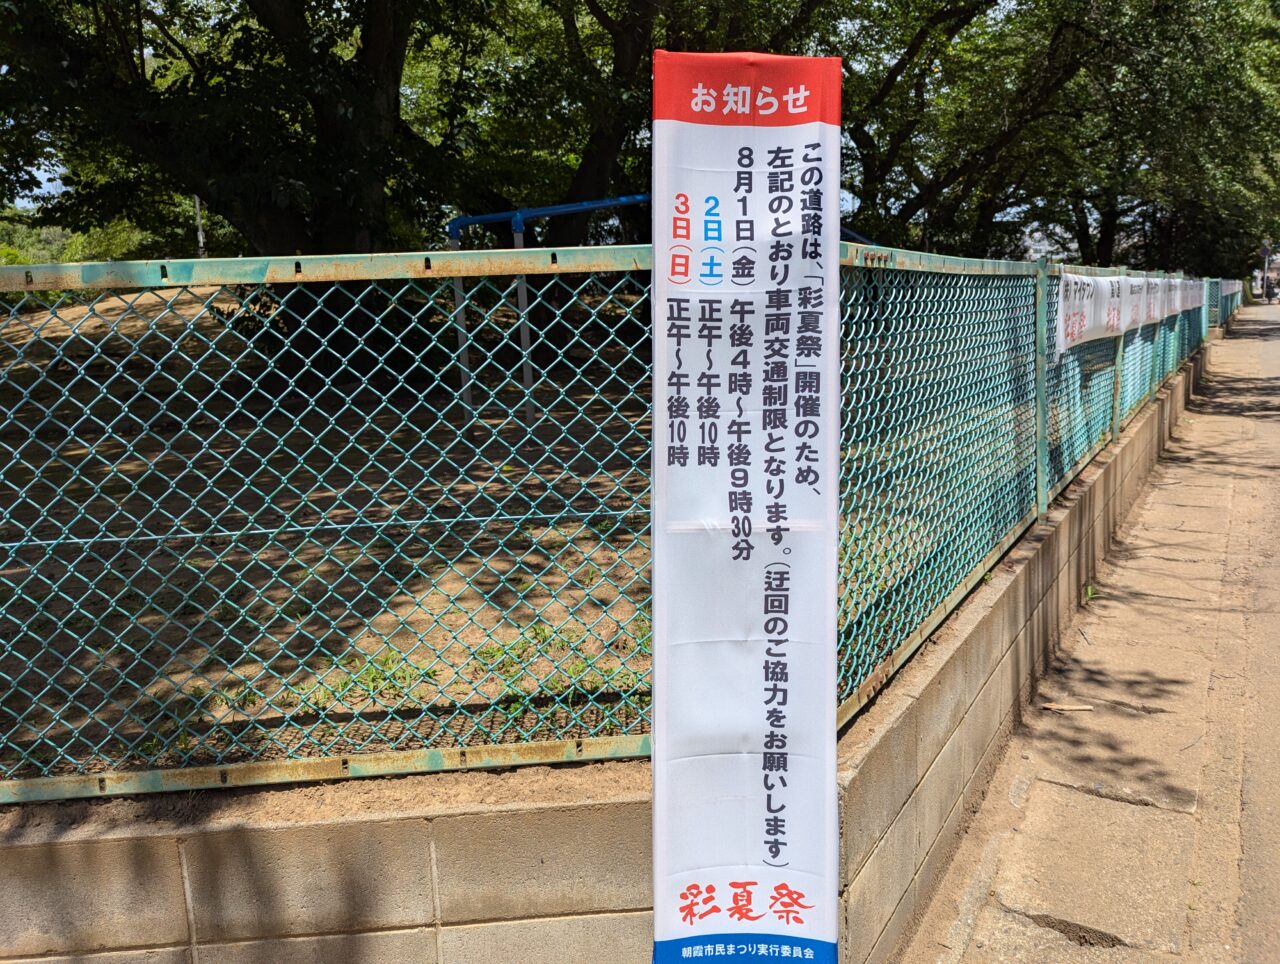 お知らせ
この道路は、「彩夏祭」開催のため、
左記のとおり車両交通制限となります。(迂回のご協力をお願いします)
8月1日(金) 午後4時～午後9時30分
2日(土) 正午～午後10時
3日(日) 正午～午後10時
彩夏祭
朝霞市民まつり実行委員会
彩夏祭